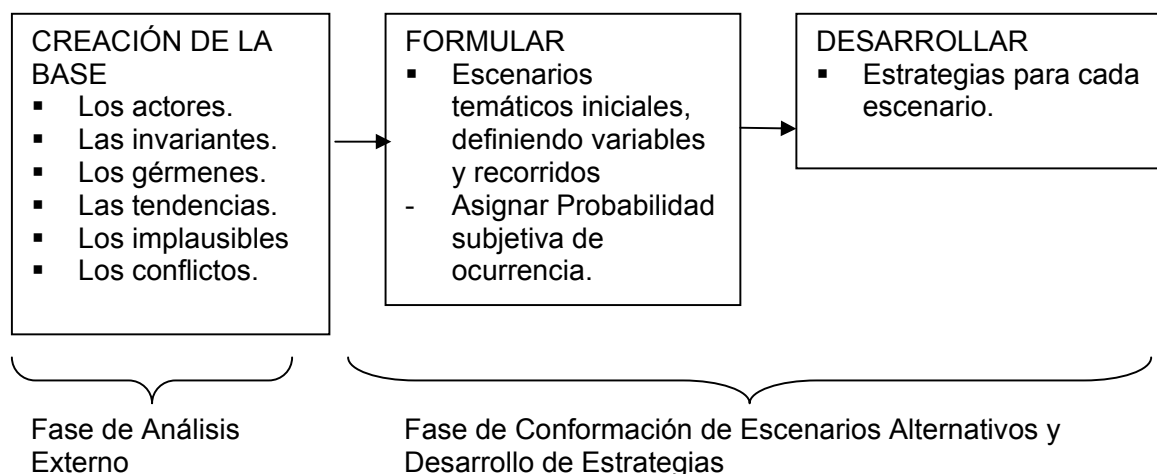 CREACIÓN DE LA
BASE
▪ Los actores.
▪ Las invariantes.
▪ Los gérmenes.
▪ Las tendencias.
▪ Los implausibles
▪ Los conflictos.
FORMULAR
▪ Escenarios
temáticos iniciales,
definiendo variables
y recorridos
- Asignar Probabilidad
subjetiva de
ocurrencia.
DESARROLLAR
▪ Estrategias para cada
escenario.
Fase de Análisis
Externo
Fase de Conformación de Escenarios Alternativos y
Desarrollo de Estrategias